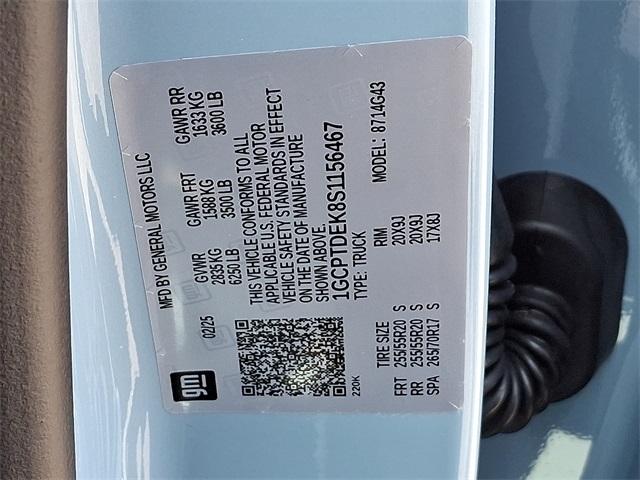 MFD BY GENERAL MOTORS LLC
02/25
GVWR GAWR FRT GAWR RR
2835 KG 1588 KG 1633 KG
6250 LB 3500 LB 3600 LB
THIS VEHICLE CONFORMS TO ALL
APPLICABLE U.S. FEDERAL MOTOR
VEHICLE SAFETY STANDARDS IN EFFECT
ON THE DATE OF MANUFACTURE
SHOWN ABOVE.
1GCPTDEK8S1156467
TYPE: TRUCK MODEL: 8714G43
gm
220K
TIRE SIZE RIM
FRT 255/55R20 S 20X9J
RR 255/55R20 S 20X9J
SPA 265/70R17 S 17X8J